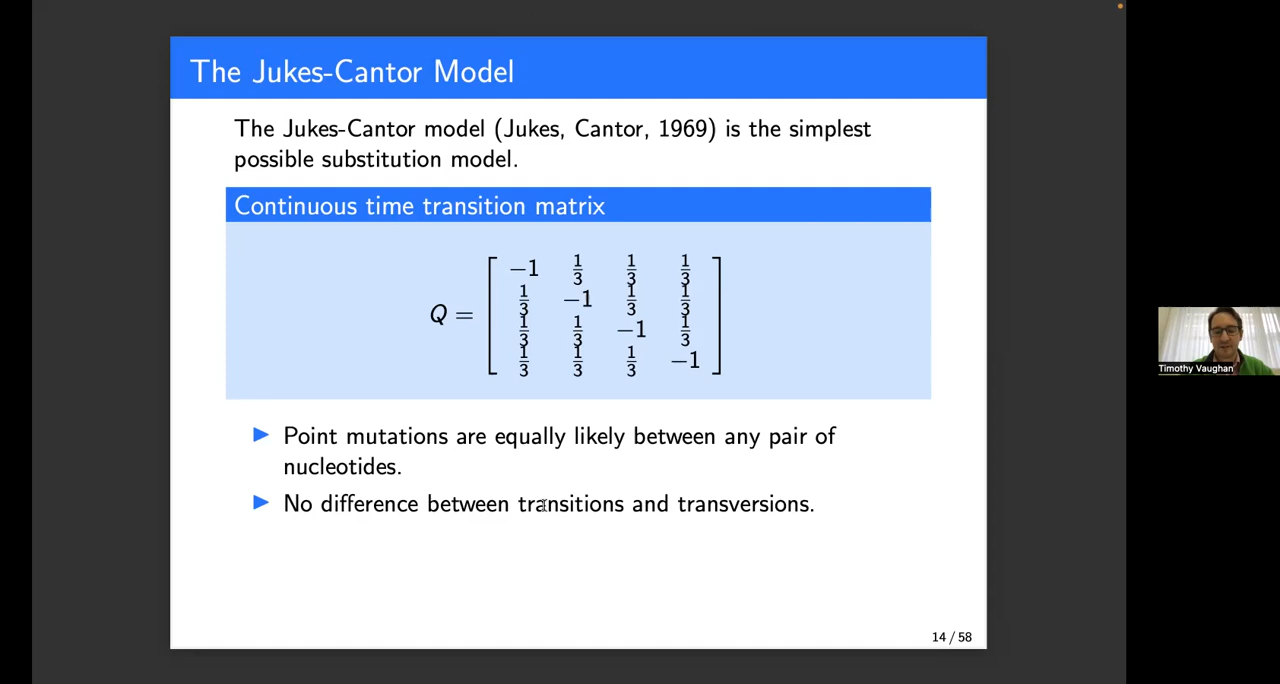 The Jukes-Cantor Model
The Jukes-Cantor model (Jukes, Cantor, 1969) is the simplest
possible substitution model.
Continuous time transition matrix
Q = [ −1 1/3 1/3 1/3
1/3 −1 1/3 1/3
1/3 1/3 −1 1/3
1/3 1/3 1/3 −1 ]
▶ Point mutations are equally likely between any pair of
nucleotides.
▶ No difference between transitions and transversions.
14 / 58
Timothy Vaughan